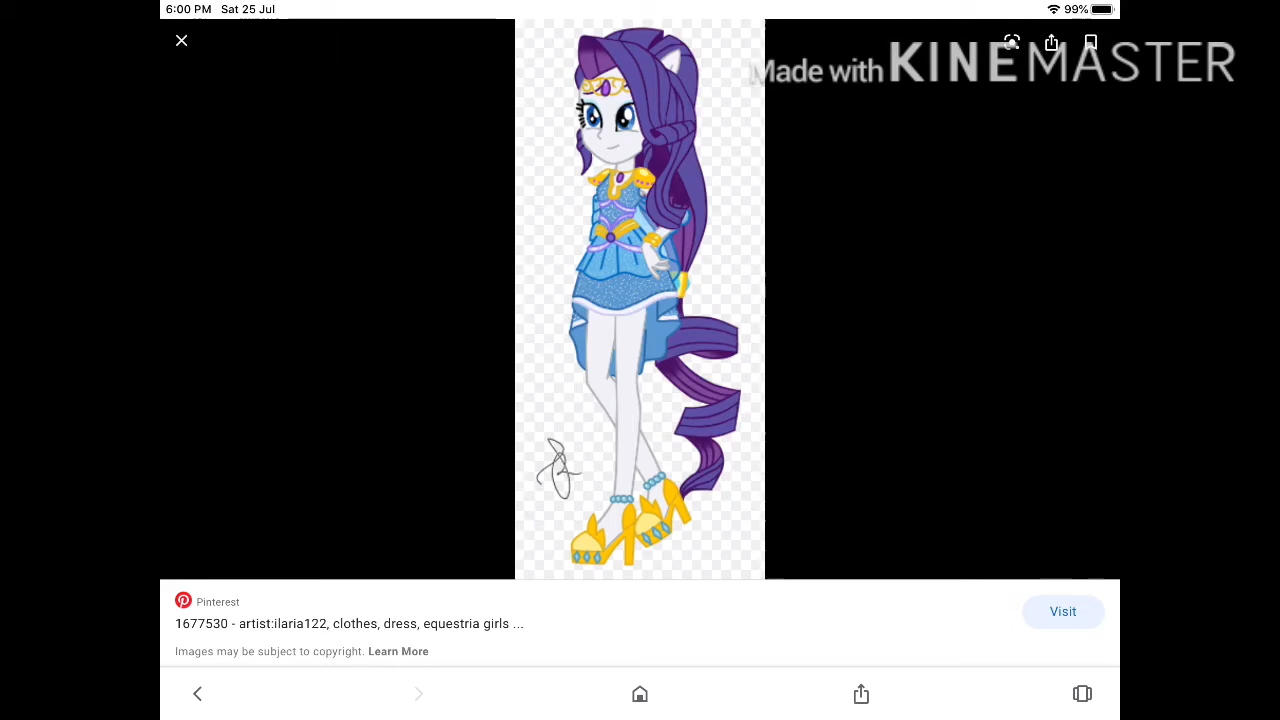 6:00 PM Sat 25 Jul
99%
Made with KINEMASTER
Pinterest
1677530 - artist:ilaria122, clothes, dress, equestria girls ...
Visit
Images may be subject to copyright. Learn More